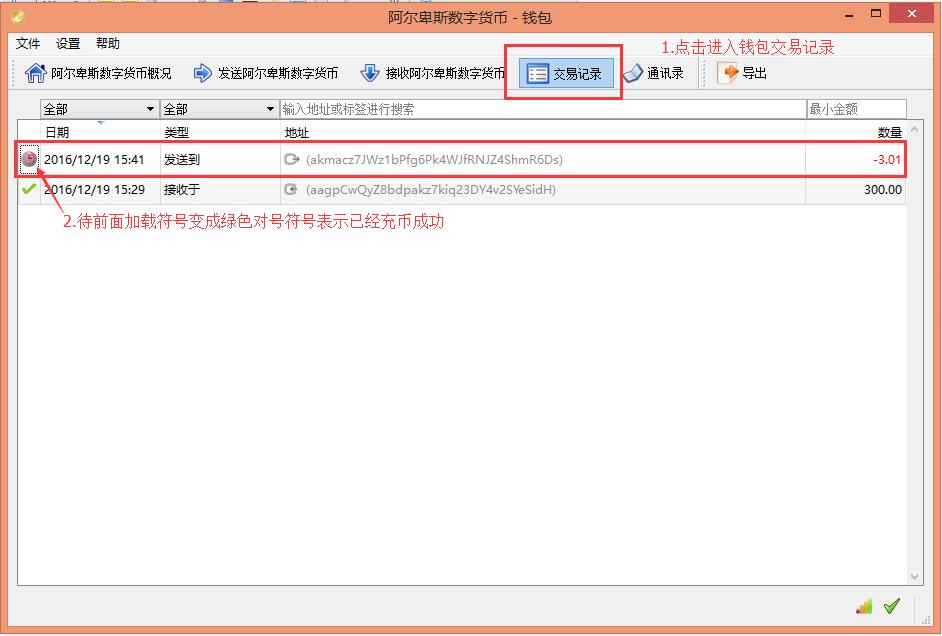 阿尔卑斯数字货币 - 钱包
文件 设置 帮助
1.点击进入钱包交易记录
阿尔卑斯数字货币概况 发送阿尔卑斯数字货币 接收阿尔卑斯数字货币 交易记录 通讯录 导出
全部 全部 输入地址或标签进行搜索 最小金额
日期 类型 地址 数量
2016/12/19 15:41 发送到 (akmacz7JWz1bPfg6Pk4WJfRNJZ4ShmR6Ds) -3.01
2016/12/19 15:29 接收于 (aagpCwQyZ8bdpakz7kiq23DY4v2SYeSidH) 300.00
2.待前面加载符号变成绿色对号符号表示已经充币成功